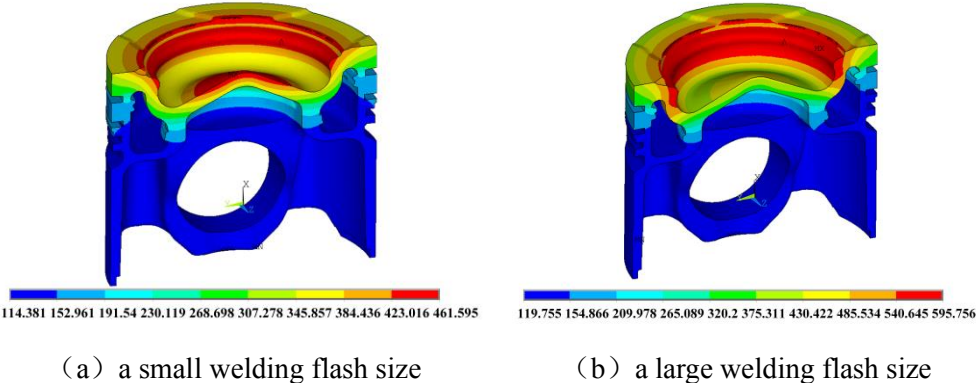 X
Z
N
114.381 152.961 191.54 230.119 268.698 307.278 345.857 384.436 423.016 461.595
X
Z
N
119.755 154.866 209.978 265.089 320.2 375.311 430.422 485.534 540.645 595.756
（a）a small welding flash size
（b）a large welding flash size